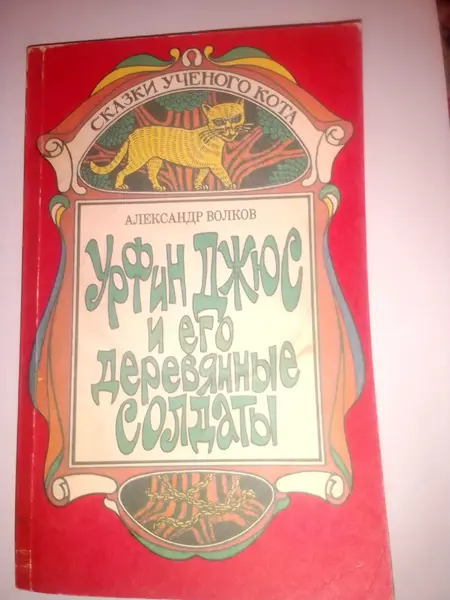 СКАЗКИ УЧЕНОГО КОТА
АЛЕКСАНДР ВОЛКОВ
УРФИН ДЖЮС
И ЕГО
ДЕРЕВЯННЫЕ
СОЛДАТЫ